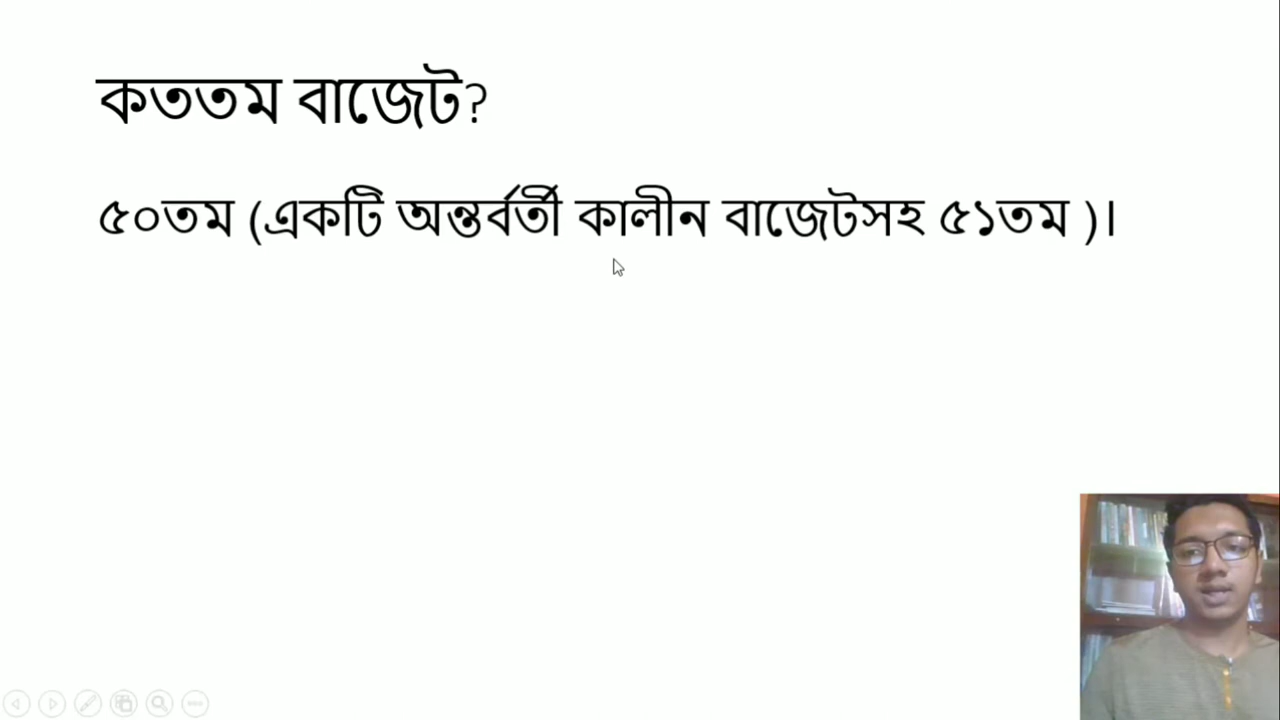 কততম বাজেট?
৫০তম (একটি অন্তর্বর্তী কালীন বাজেটসহ ৫১তম )।